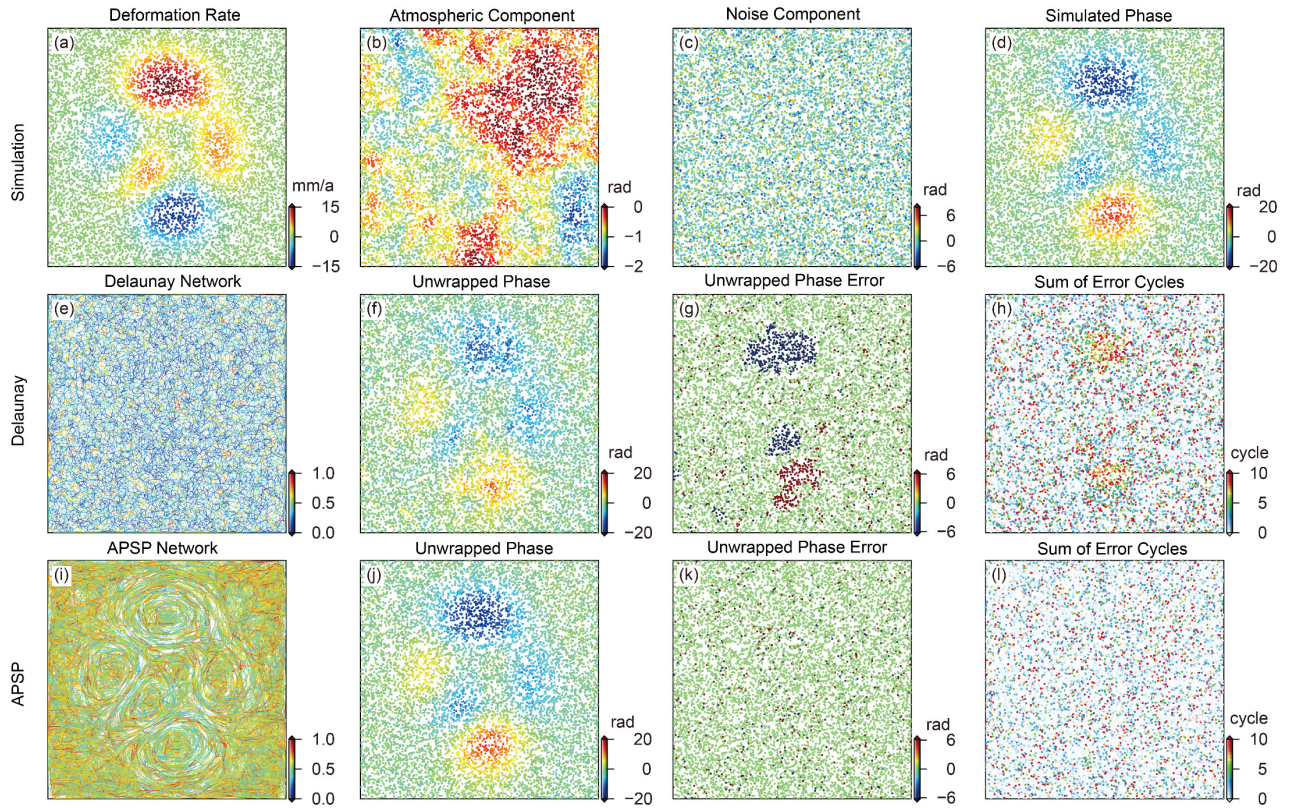 Deformation Rate
Atmospheric Component
Noise Component
Simulated Phase
Simulation
(a)
mm/a
15
0
−15
(b)
rad
0
−1
−2
(c)
rad
6
0
−6
(d)
rad
20
0
−20
Delaunay Network
Unwrapped Phase
Unwrapped Phase Error
Sum of Error Cycles
Delaunay
(e)
1.0
0.5
0.0
(f)
rad
20
0
−20
(g)
rad
6
0
−6
(h)
cycle
10
5
0
APSP Network
Unwrapped Phase
Unwrapped Phase Error
Sum of Error Cycles
APSP
(i)
1.0
0.5
0.0
(j)
rad
20
0
−20
(k)
rad
6
0
−6
(l)
cycle
10
5
0